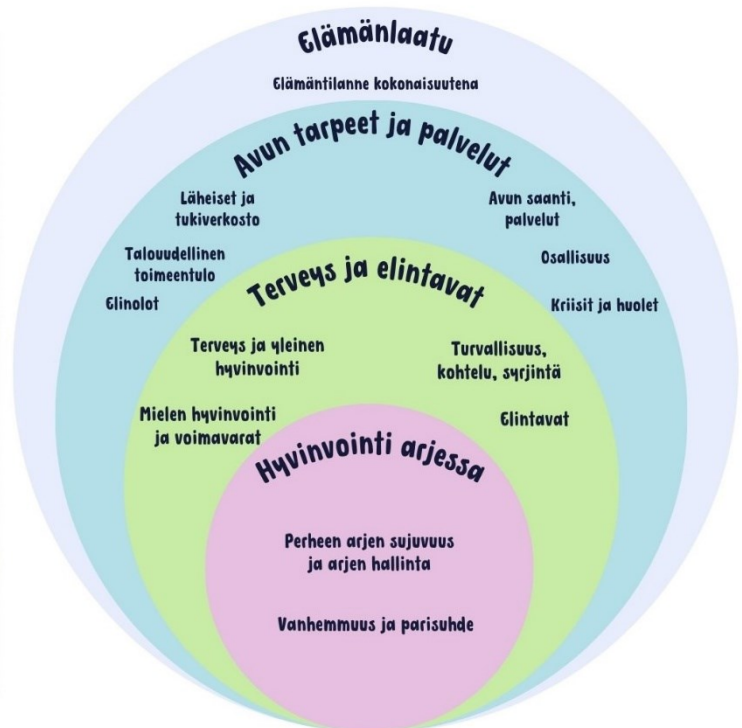 Elämänlaatu
Elämäntilanne kokonaisuutena
Avun tarpeet ja palvelut
Läheiset ja
tukiverkosto
Avun saanti,
palvelut
Taloudellinen
toimeentulo
Osallisuus
Elinolot
Kriisit ja huolet
Terveys ja elintavat
Terveys ja yleinen
hyvinvointi
Turvallisuus,
kohtelu, syrjintä
Mielen hyvinvointi
ja voimavarat
Elintavat
Hyvinvointi arjessa
Perheen arjen sujuvuus
ja arjen hallinta
Vanhemmuus ja parisuhde